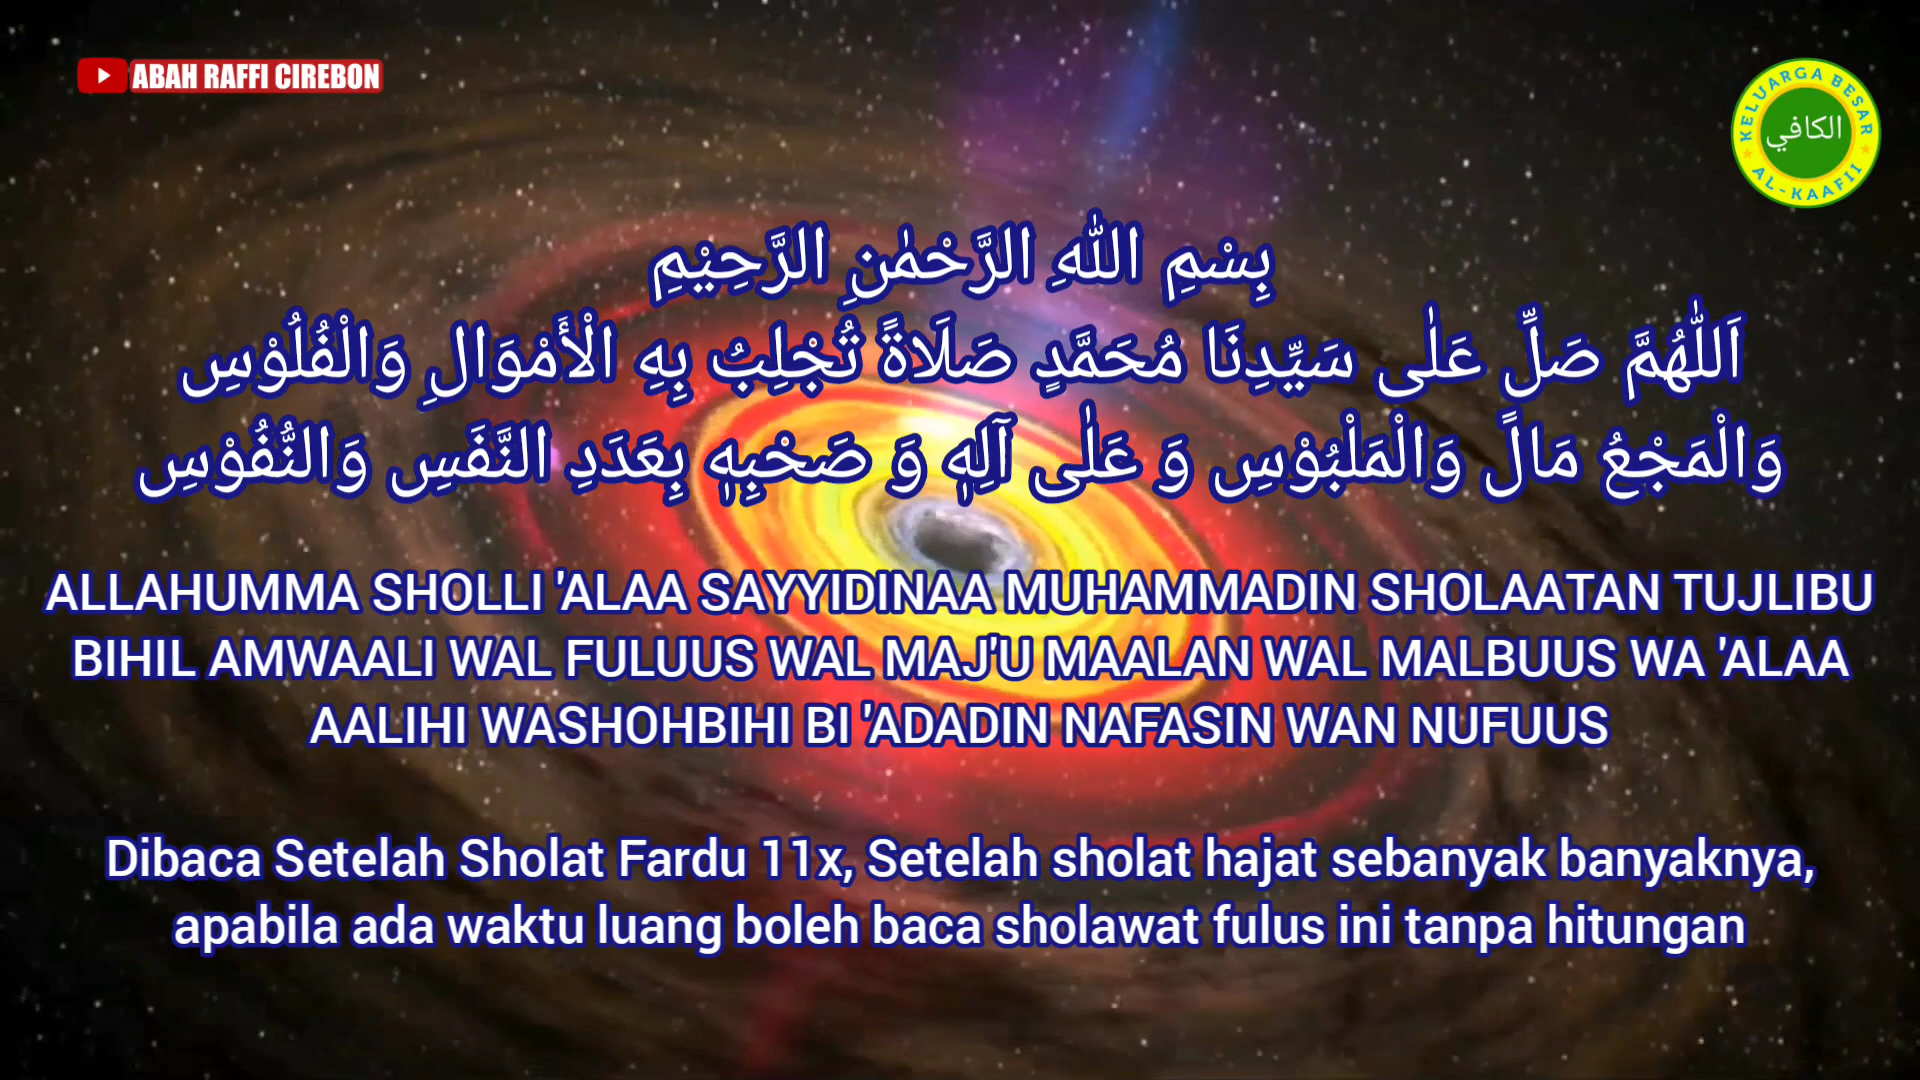 ABAH RAFFI CIREBON
KELUARGA BESAR
الكافي
AL-KAAFII
بِسْمِ اللّٰهِ الرَّحْمٰنِ الرَّحِيْمِ
اَللّٰهُمَّ صَلِّ عَلٰى سَيِّدِنَا مُحَمَّدٍ صَلَاةً تُجْلِبُ بِهِ الْأَمْوَالِ وَالْفُلُوْسِ
وَالْمَجْعُ مَالً وَالْمَلْبُوْسِ وَ عَلٰى آلِهٖ وَ صَحْبِهٖ بِعَدَدِ النَّفَسِ وَالنُّفُوْسِ
ALLAHUMMA SHOLLI 'ALAA SAYYIDINAA MUHAMMADIN SHOLAATAN TUJLIBU
BIHIL AMWAALI WAL FULUUS WAL MAJ'U MAALAN WAL MALBUUS WA 'ALAA
AALIHI WASHOHBIHI BI 'ADADIN NAFASIN WAN NUFUUS
Dibaca Setelah Sholat Fardu 11x, Setelah sholat hajat sebanyak banyaknya,
apabila ada waktu luang boleh baca sholawat fulus ini tanpa hitungan